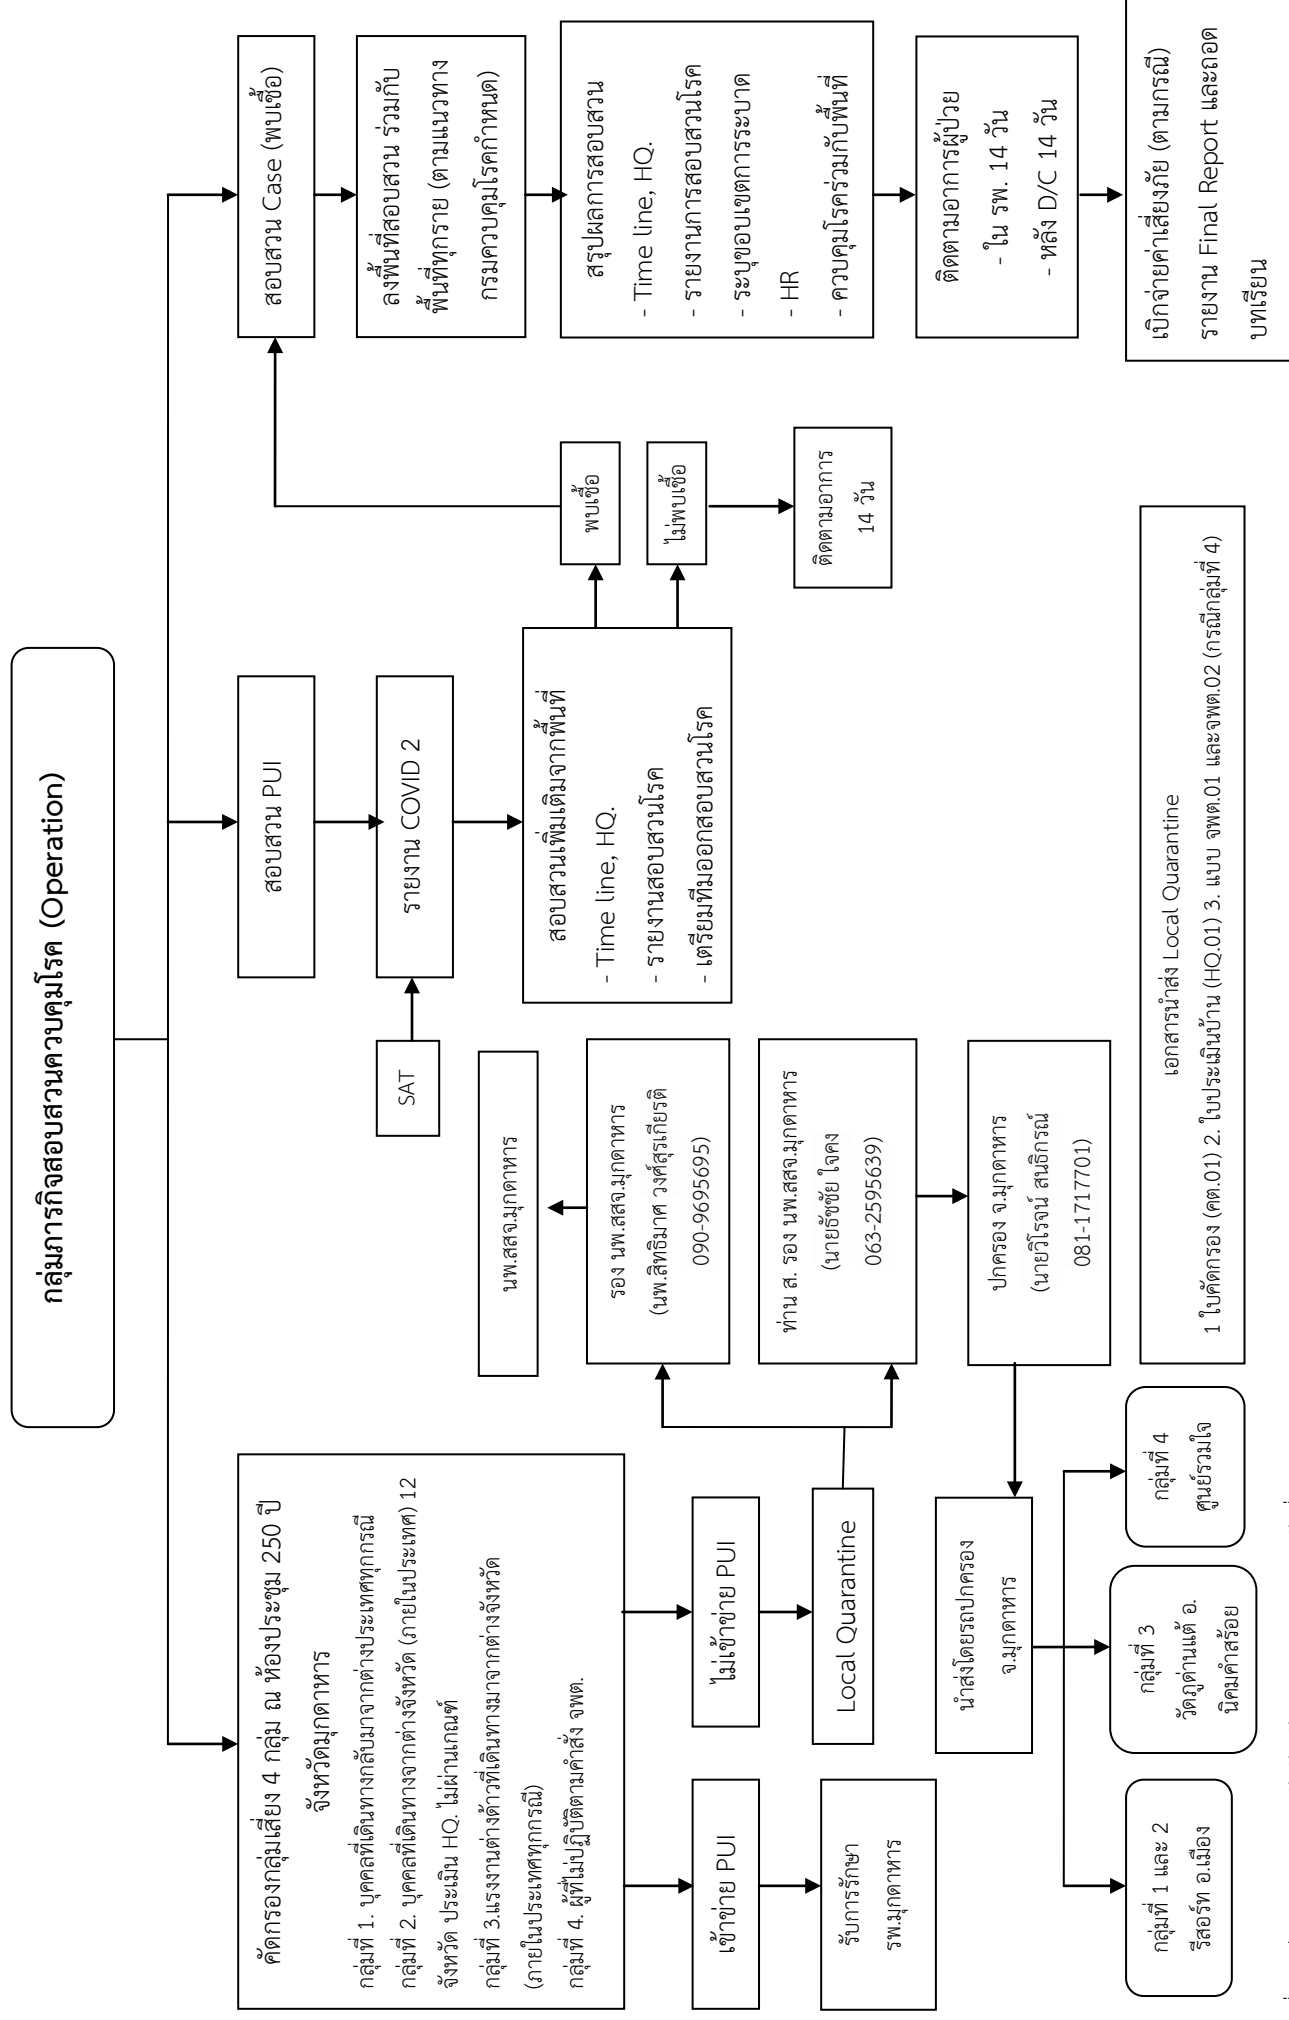 กลุ่มภารกิจสอบสวนควบคุมโรค (Operation)
คัดกรองกลุ่มเสี่ยง 4 กลุ่ม ณ ห้องประชุม 250 ปี
จังหวัดมุกดาหาร
กลุ่มที่ 1. บุคคลที่เดินทางกลับมาจากต่างประเทศทุกกรณี
กลุ่มที่ 2. บุคคลที่เดินทางจากต่างจังหวัด (ภายในประเทศ) 12
จังหวัด ประเมิน HQ. ไม่ผ่านเกณฑ์
กลุ่มที่ 3.แรงงานต่างด้าวที่เดินทางมาจากต่างจังหวัด
(ภายในประเทศทุกกรณี)
กลุ่มที่ 4. ผู้ที่ไม่ปฏิบัติตามคำสั่ง จพต.
เข้าข่าย PUI
รับการรักษา
รพ.มุกดาหาร
ไม่เข้าข่าย PUI
Local Quarantine
นพ.สสจ.มุกดาหาร
รอง นพ.สสจ.มุกดาหาร
(นพ.สิทธิมาศ วงศ์สุรเกียรติ
090-9695695)
ท่าน ส. รอง นพ.สสจ.มุกดาหาร
(นายธัชชัย ใจคง
063-2595639)
ปกครอง จ.มุกดาหาร
(นายวิโรจน์ สนธิกรณ์
081-1717701)
นำส่งโดยรถปกครอง
จ.มุกดาหาร
กลุ่มที่ 1 และ 2
รีสอร์ท อ.เมือง
กลุ่มที่ 3
วัดภูด่านแต้ อ.
นิคมคำสร้อย
กลุ่มที่ 4
ศูนย์รวมใจ
สอบสวน PUI
SAT
รายงาน COVID 2
สอบสวนเพิ่มเติมจากพื้นที่
- Time line, HQ.
- รายงานสอบสวนโรค
- เตรียมทีมออกสอบสวนโรค
พบเชื้อ
ไม่พบเชื้อ
ติดตามอาการ
14 วัน
สอบสวน Case (พบเชื้อ)
ลงพื้นที่สอบสวน ร่วมกับ
พื้นที่ทุกราย (ตามแนวทาง
กรมควบคุมโรคกำหนด)
สรุปผลการสอบสวน
- Time line, HQ.
- รายงานการสอบสวนโรค
- ระบุขอบเขตการระบาด
- HR
- ควบคุมโรคร่วมกับพื้นที่
ติดตามอาการผู้ป่วย
- ใน รพ. 14 วัน
- หลัง D/C 14 วัน
เบิกจ่ายค่าเสี่ยงภัย (ตามกรณี)
รายงาน Final Report และถอด
บทเรียน
เอกสารนำส่ง Local Quarantine
1 ใบคัดกรอง (คต.01) 2. ใบประเมินบ้าน (HQ.01) 3. แบบ จพต.01 และจพต.02 (กรณีกลุ่มที่ 4)